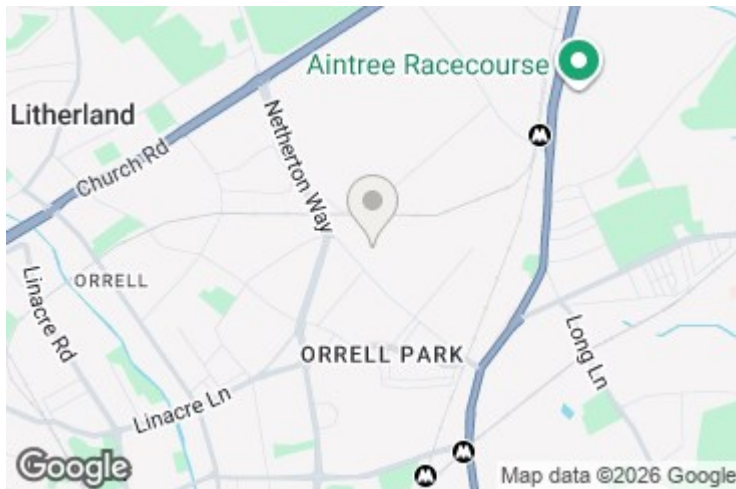 Aintree Racecourse
Litherland
Church Rd
Netherton Way
ORRELL
Linacre Rd
ORRELL PARK
Long Ln
Linacre Ln
Google
Map data ©2026 Google